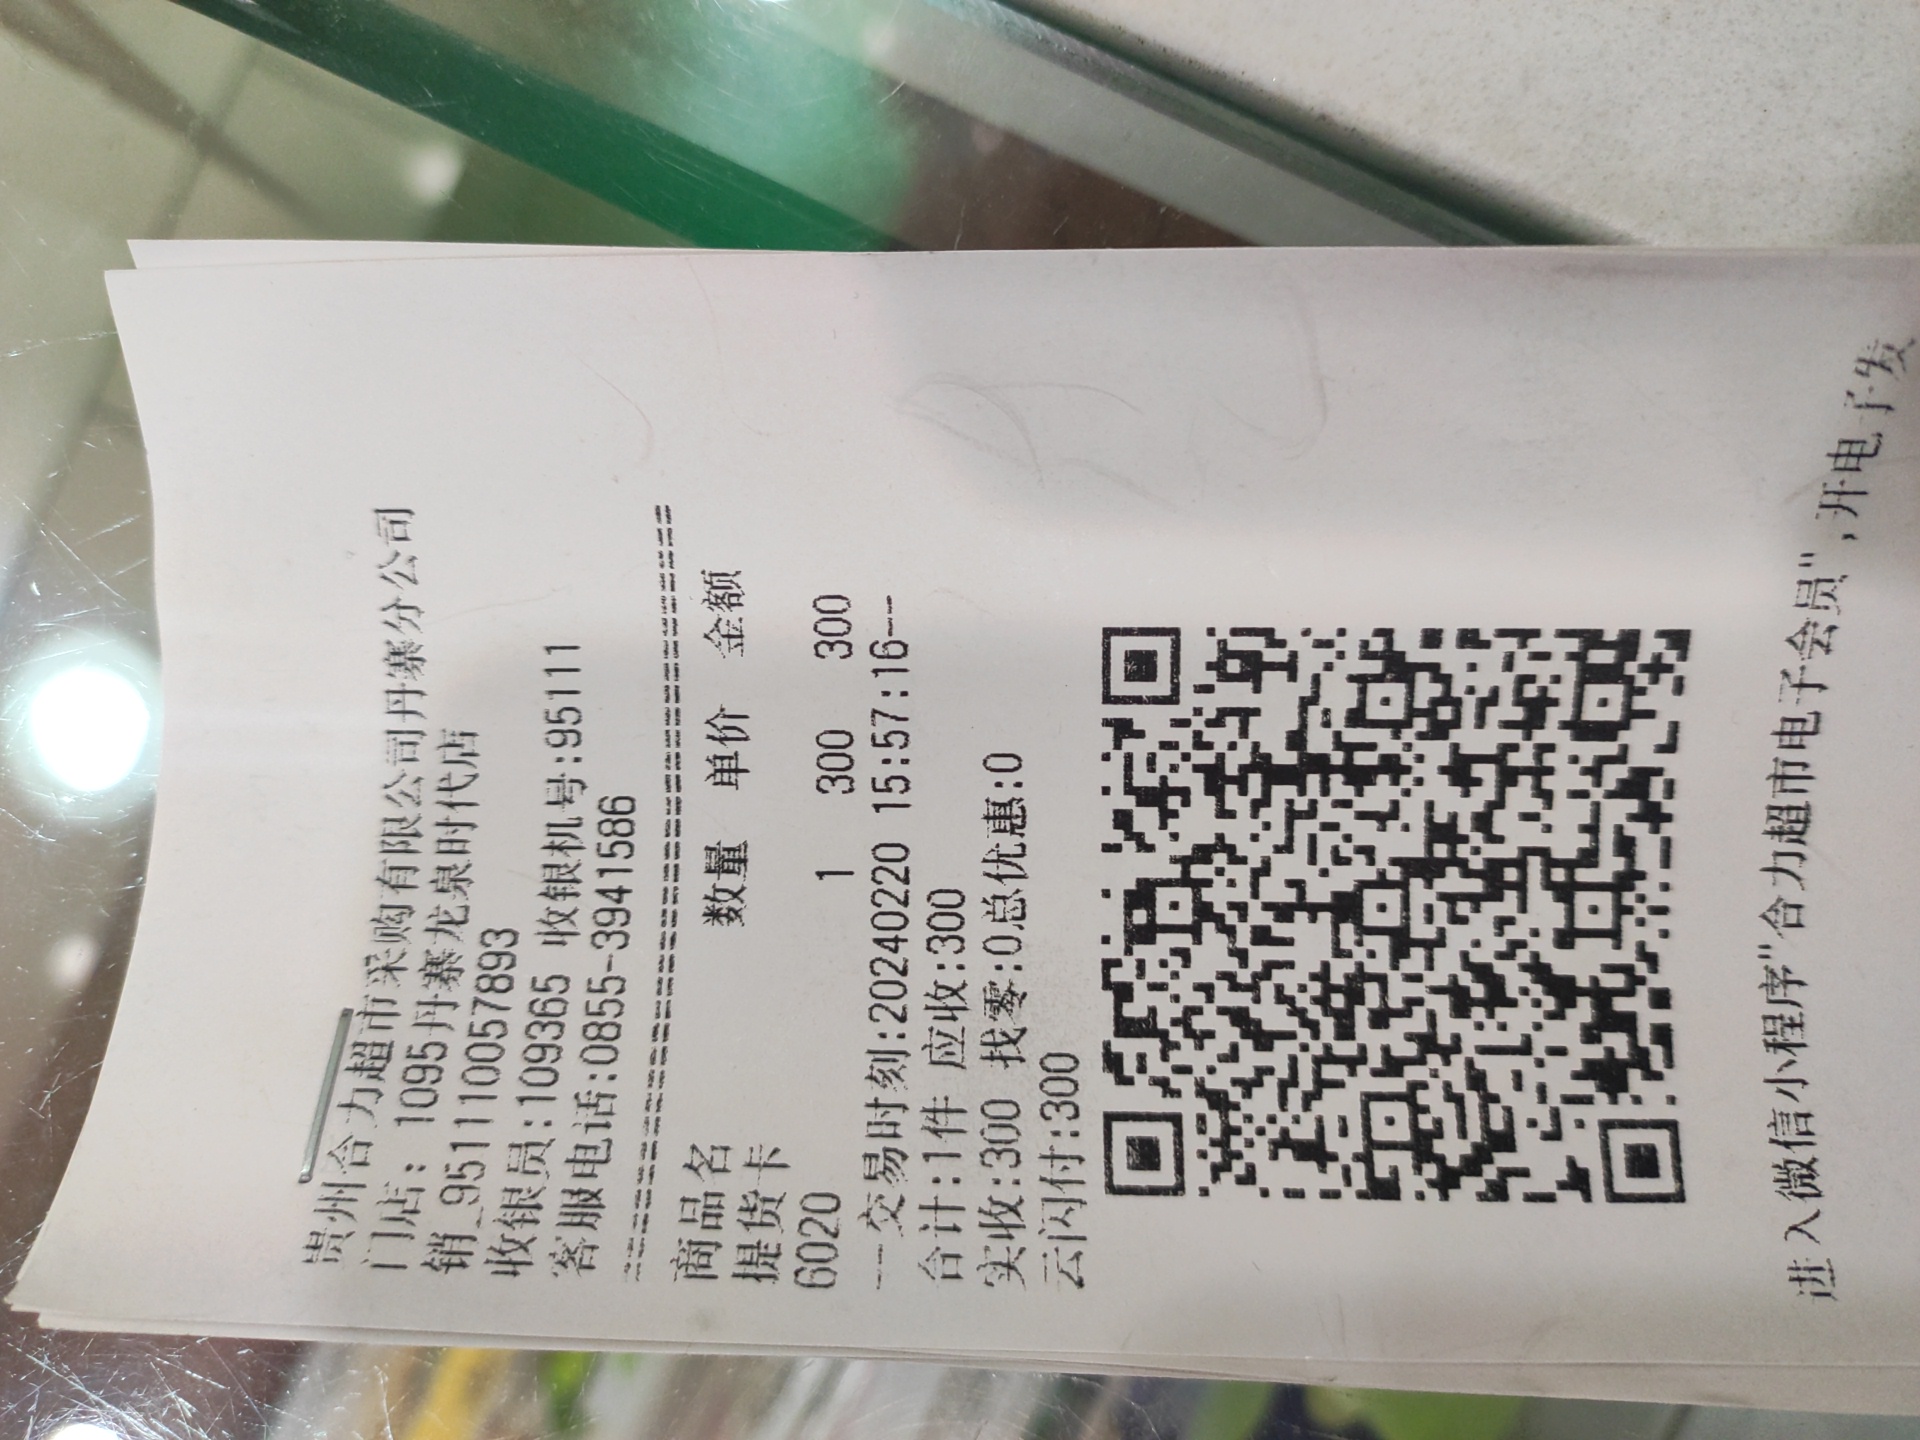 贵州合力超市采购有限公司丹寨分公司
门店: 1095丹寨龙泉时代店
销_9511110057893
收银员:109365 收银机号:95111
客服电话:0855-3941586
商品名 数量 单价 金额
提货卡
6020 1 300 300
—交易时刻:20240220 15:57:16--
合计:1件 应收:300
实收:300 找零:0总优惠:0
云闪付:300
进入微信小程序"合力超市电子会员",开电子发